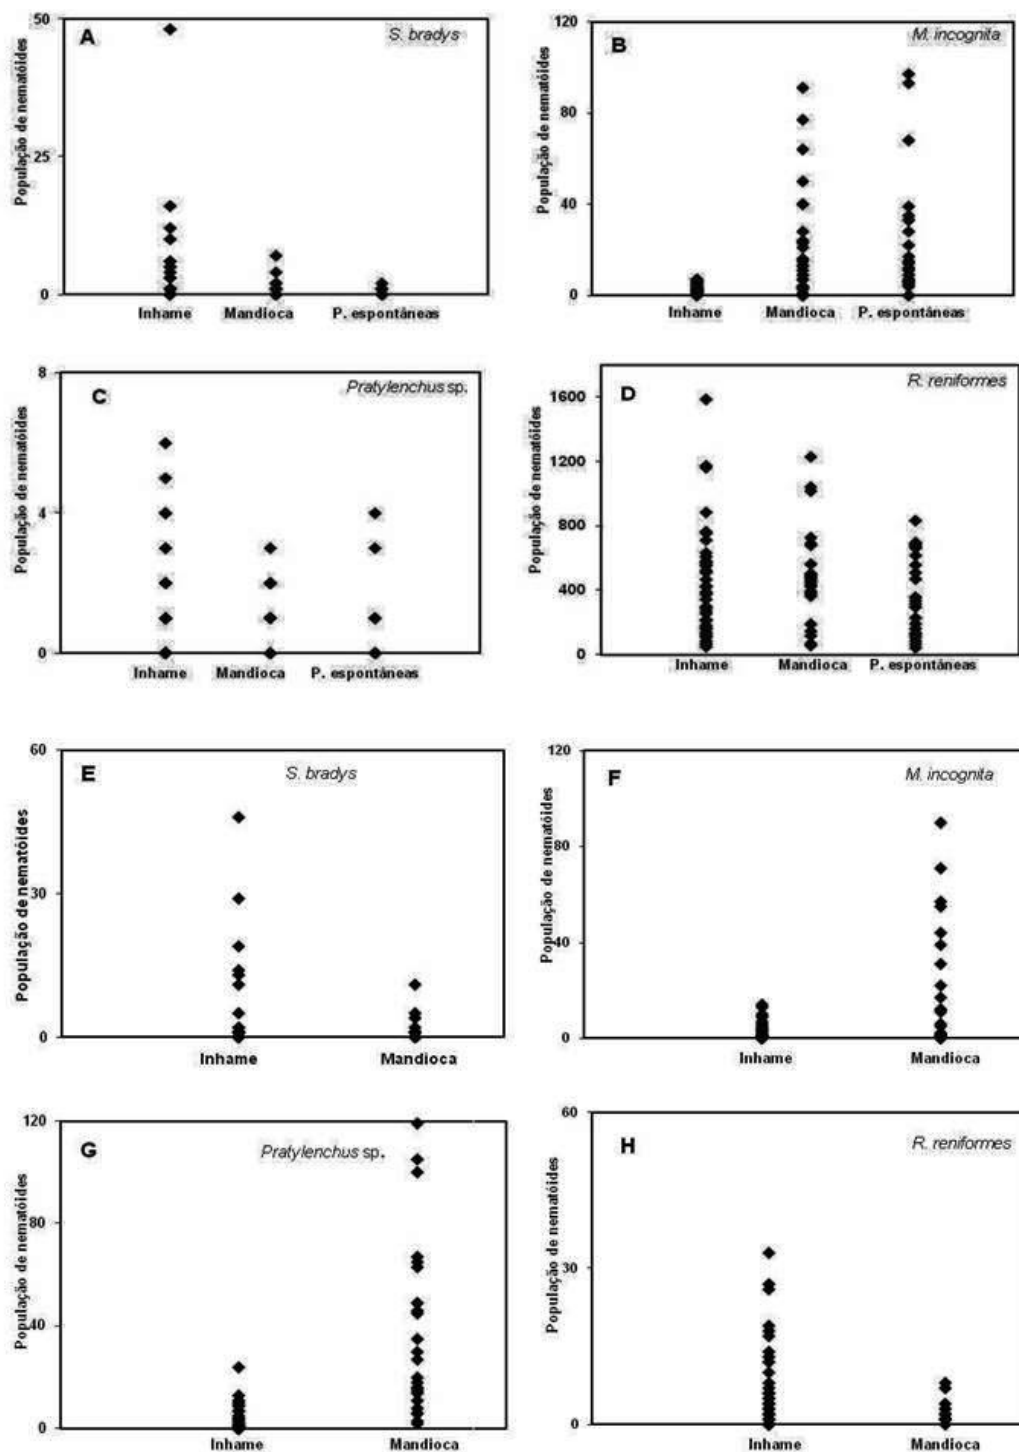 A
S. bradys
População de nematóides
50
25
0
Inhame Mandioca P. espontâneas
B
M. incognita
População de nematóides
120
80
40
0
Inhame Mandioca P. espontâneas
C
Pratylenchus sp.
População de nematóides
8
4
0
Inhame Mandioca P. espontâneas
D
R. reniformes
População de nematóides
1600
1200
800
400
0
Inhame Mandioca P. espontâneas
E
S. bradys
População de nematóides
60
30
0
Inhame Mandioca
F
M. incognita
População de nematóides
120
80
40
0
Inhame Mandioca
G
Pratylenchus sp.
População de nematóides
120
80
40
0
Inhame Mandioca
H
R. reniformes
População de nematóides
60
30
0
Inhame Mandioca